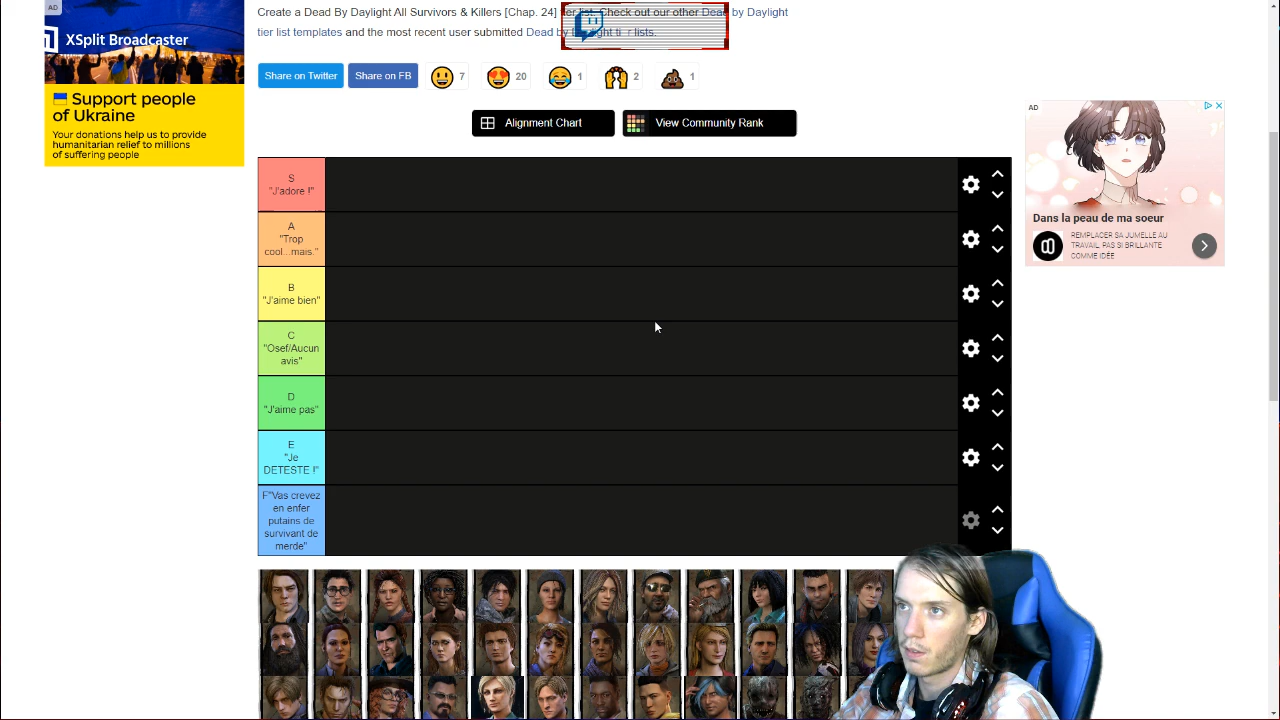 AD
XSplit Broadcaster
Support people
of Ukraine
Your donations help us to provide
humanitarian relief to millions
of suffering people
Create a Dead By Daylight All Survivors & Killers [Chap. 24] tier list. Check out our other Dead by Daylight
tier list templates and the most recent user submitted Dead by Daylight tier lists.
Share on Twitter
Share on FB
7
20
1
2
1
Alignment Chart
View Community Rank
S
"J'adore !"
A
"Trop
cool...mais."
B
"J'aime bien"
C
"Osef/Aucun
avis"
D
"J'aime pas"
E
"Je
DETESTE !"
F"Vas crevez
en enfer
putains de
survivant de
merde"
AD
Dans la peau de ma soeur
REMPLACER SA JUMELLE AU
TRAVAIL PAS SI BRILLANTE
COMME IDÉE